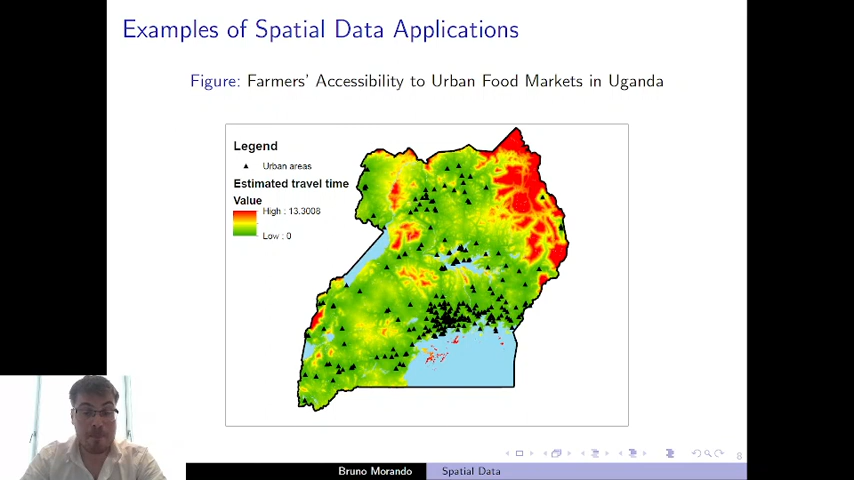 Examples of Spatial Data Applications
Figure: Farmers' Accessibility to Urban Food Markets in Uganda
Legend
Urban areas
Estimated travel time
Value
High : 13.3008
Low : 0
8
Bruno Morando
Spatial Data